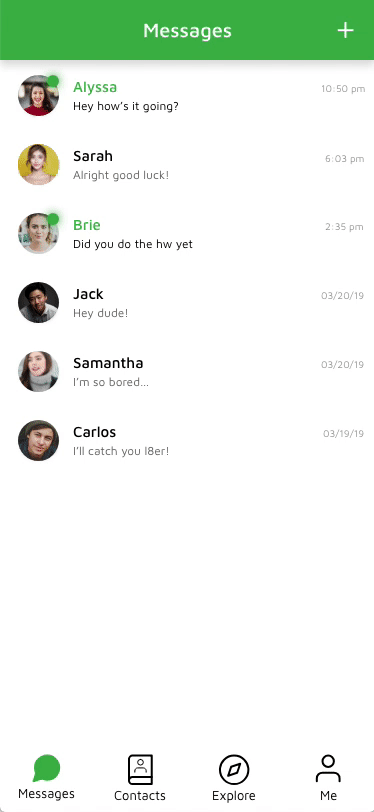 Messages
Alyssa 10:50 pm
Hey how's it going?
Sarah 6:03 pm
Alright good luck!
Brie 2:35 pm
Did you do the hw yet
Jack 03/20/19
Hey dude!
Samantha 03/20/19
I'm so bored...
Carlos 03/19/19
I'll catch you l8er!
Messages Contacts Explore Me